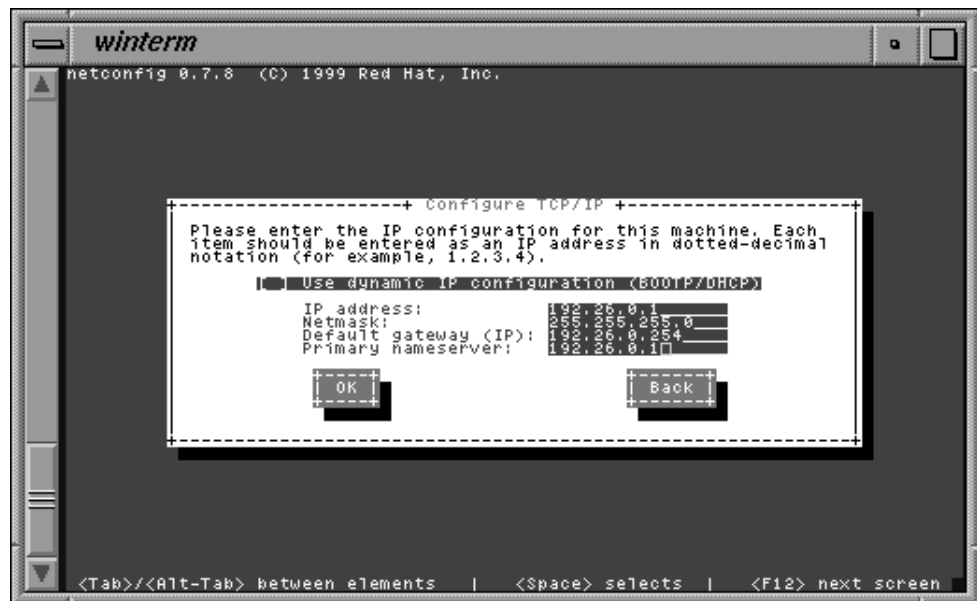 winterm
netconfig 0.7.8 (C) 1999 Red Hat, Inc.
Configure TCP/IP
Please enter the IP configuration for this machine. Each
item should be entered as an IP address in dotted-decimal
notation (for example, 1.2.3.4).
[ ] Use dynamic IP configuration (BOOTP/DHCP)
IP address: 192.26.0.1
Netmask: 255.255.255.0
Default gateway (IP): 192.26.0.254
Primary nameserver: 192.26.0.1
OK Back
<Tab>/<Alt-Tab> between elements | <Space> selects | <F12> next screen